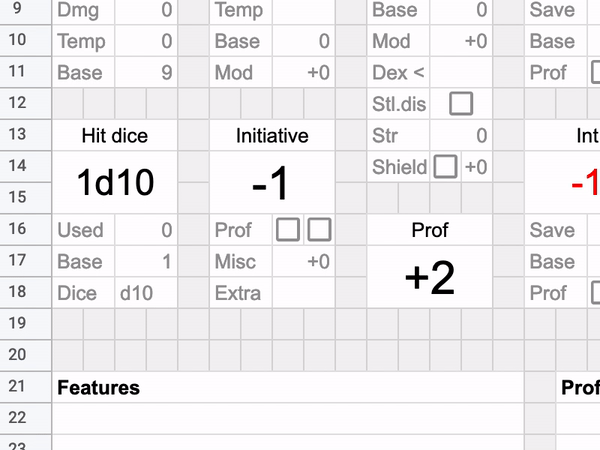 9 Dmg 0 Temp Base 0 Save
10 Temp 0 Base 0 Mod +0 Base
11 Base 9 Mod +0 Dex < Prof
12 Stl.dis
13 Hit dice Initiative Str 0 Int
14 1d10 -1 Shield +0 -1
15
16 Used 0 Prof Prof Save
17 Base 1 Misc +0 +2 Base
18 Dice d10 Extra Prof
19
20
21 Features Prof
22
23